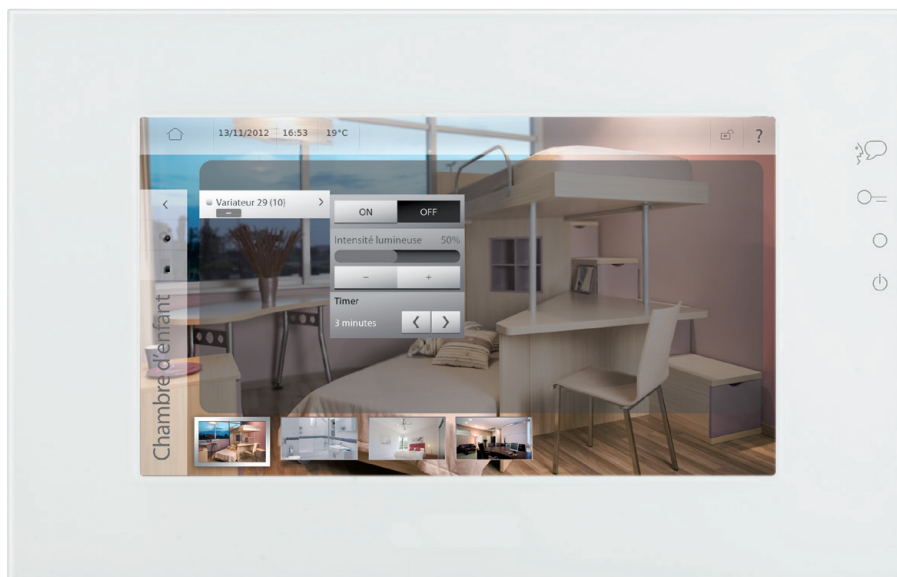 13/11/2012 16:53 19°C ?
Variateur 29 (10)
ON OFF
Intensité lumineuse 50%
- +
Timer
3 minutes
Chambre d'enfant